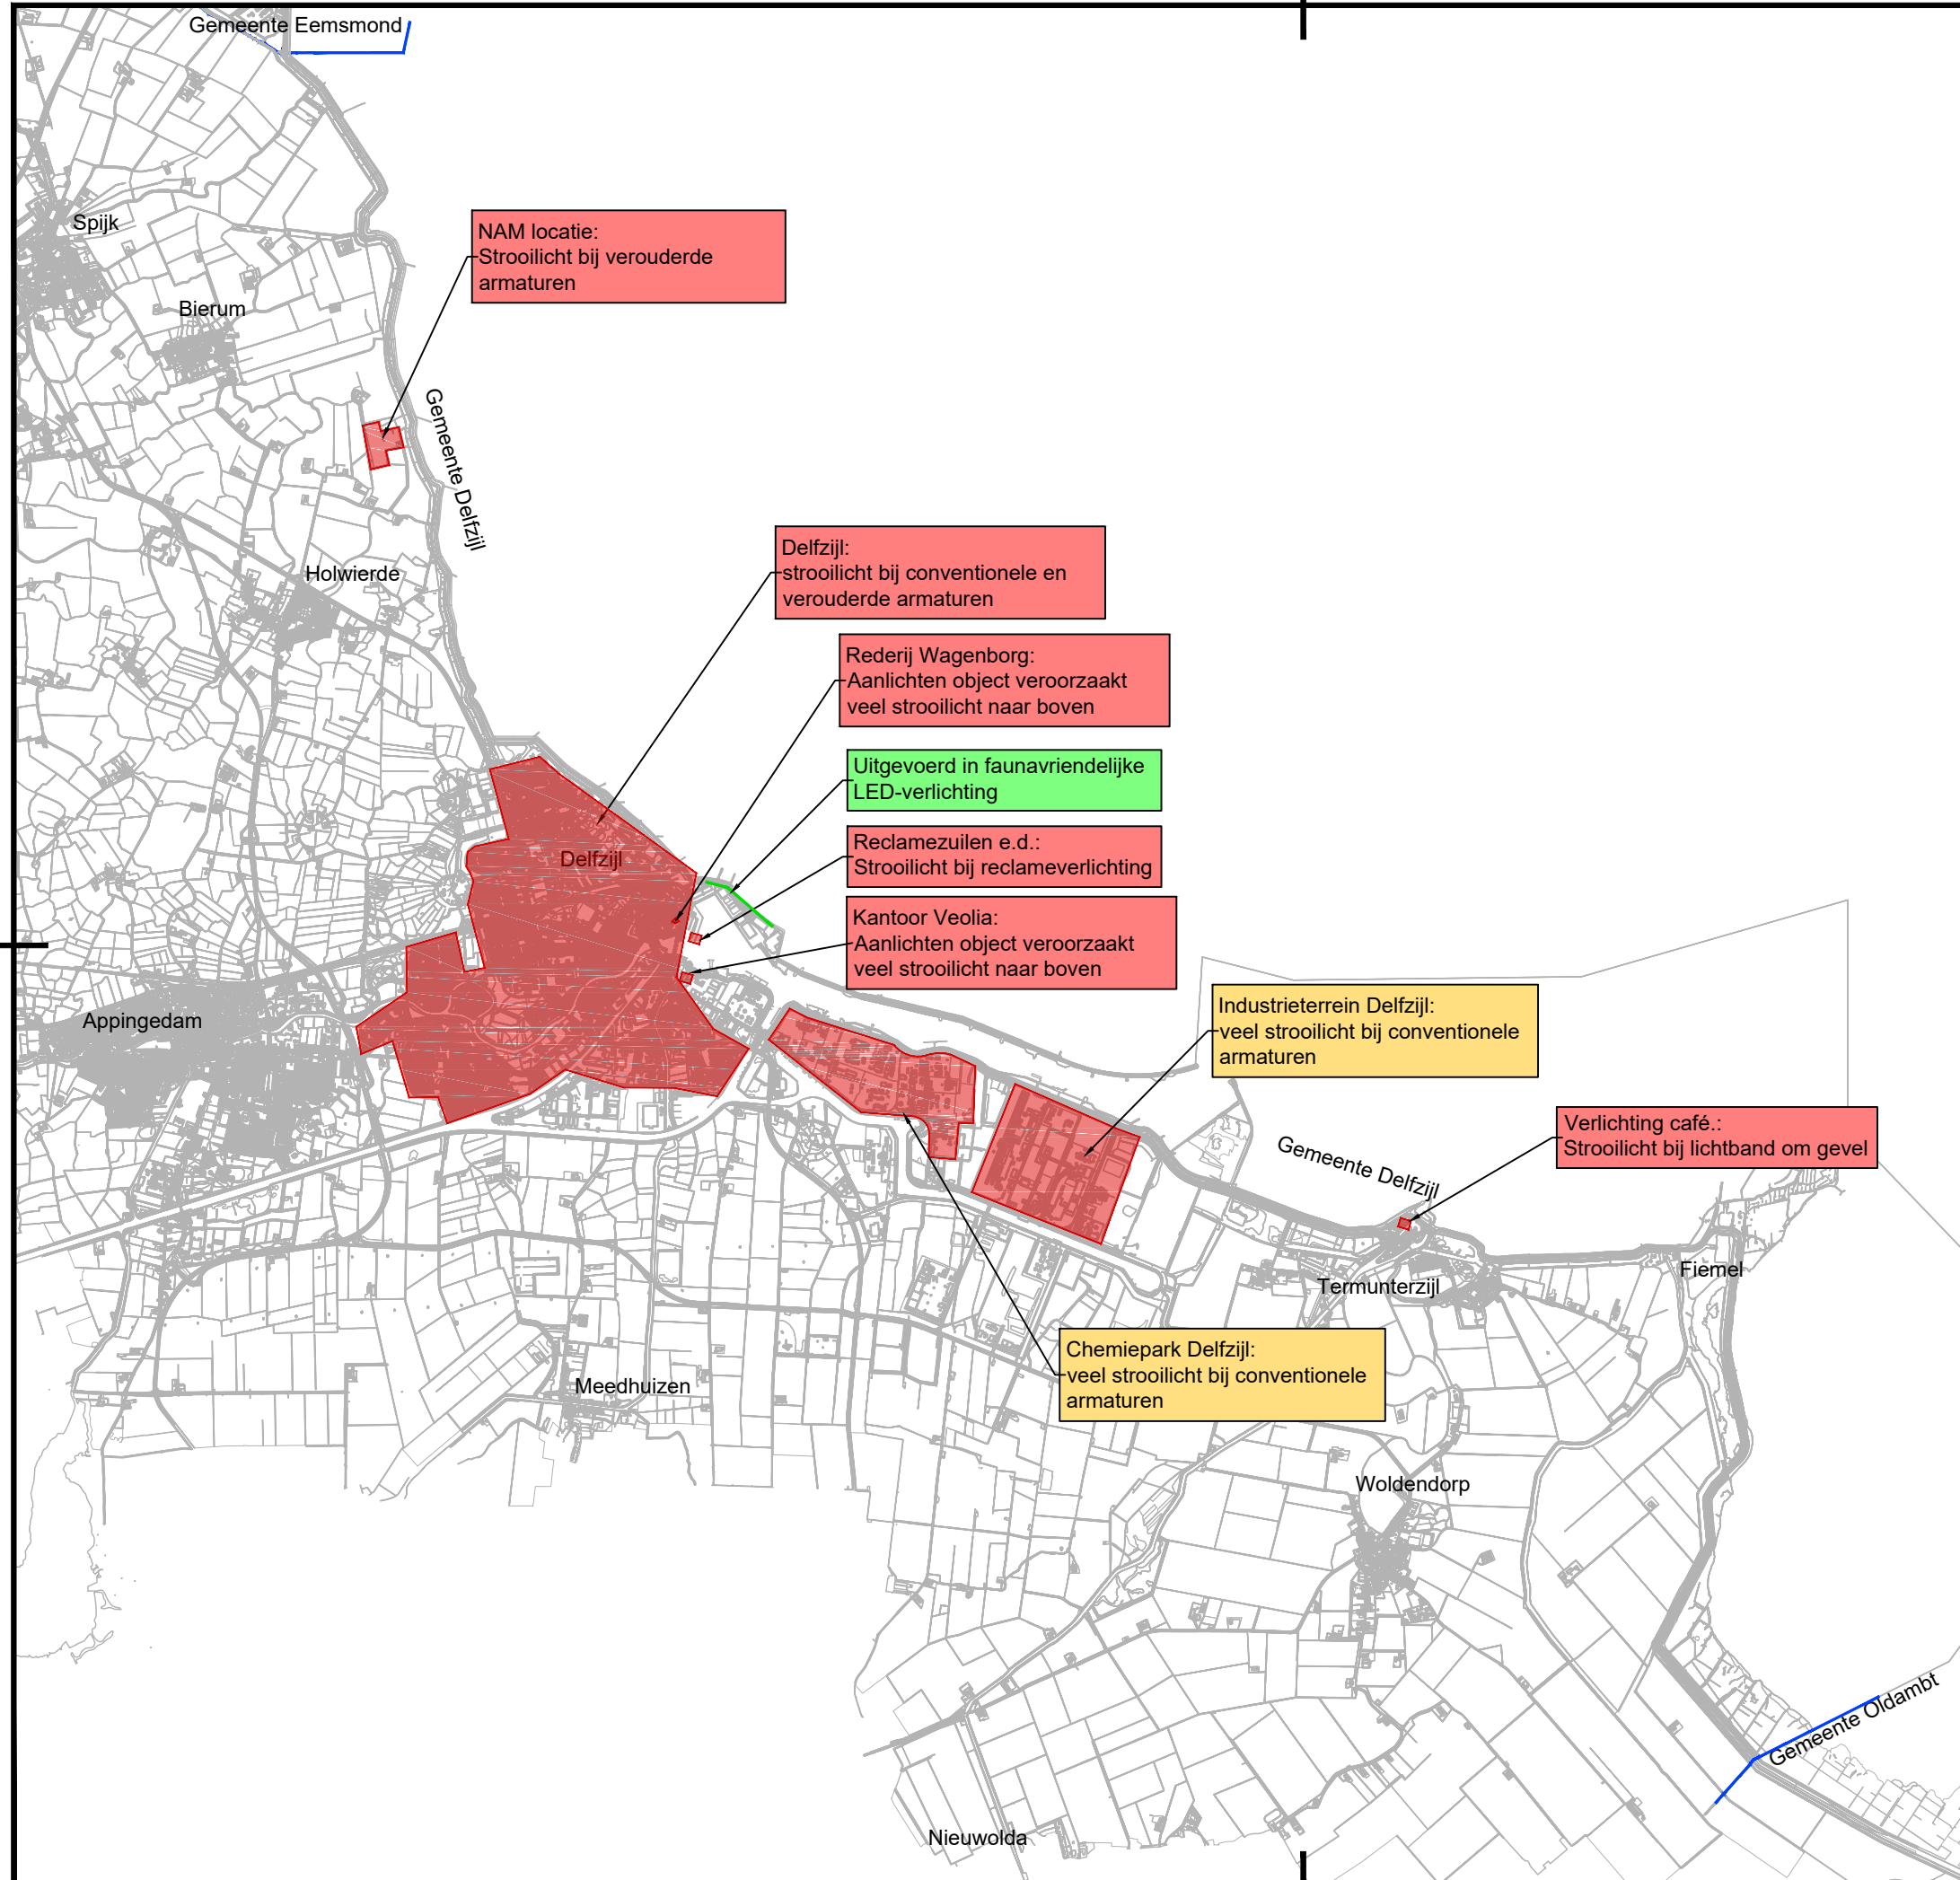 Gemeente Eemsmond
Spijk
NAM locatie:
Strooilicht bij verouderde
armaturen
Bierum
Gemeente Delfzijl
Holwierde
Delfzijl:
strooilicht bij conventionele en
verouderde armaturen
Rederij Wagenborg:
Aanlichten object veroorzaakt
veel strooilicht naar boven
Uitgevoerd in faunavriendelijke
LED-verlichting
Reclamezuilen e.d.:
Strooilicht bij reclameverlichting
Delfzijl
Kantoor Veolia:
Aanlichten object veroorzaakt
veel strooilicht naar boven
Appingedam
Industrieterrein Delfzijl:
veel strooilicht bij conventionele
armaturen
Verlichting café.:
Strooilicht bij lichtband om gevel
Gemeente Delfzijl
Fiemel
Termunterzijl
Chemiepark Delfzijl:
veel strooilicht bij conventionele
armaturen
Meedhuizen
Woldendorp
Gemeente Oldambt
Nieuwolda